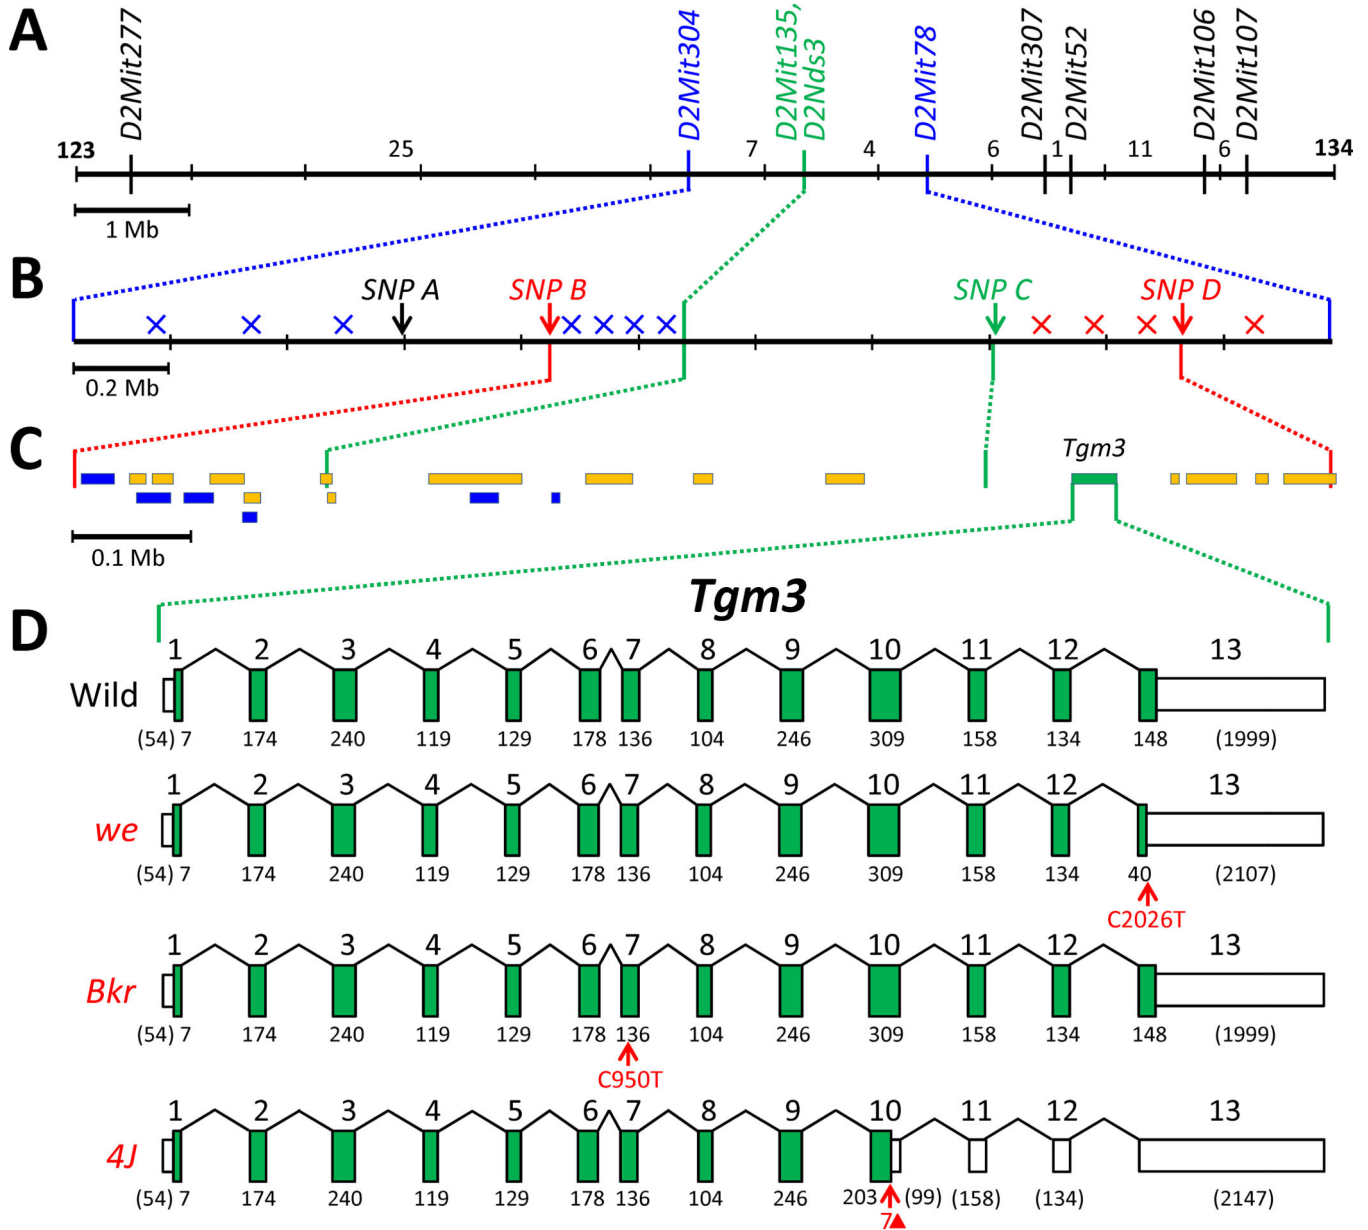 A
D2Mit277
D2Mit304
D2Mit135,
D2Nds3
D2Mit78
D2Mit307
D2Mit52
D2Mit106
D2Mit107
123 25 7 4 6 1 11 6 134
1 Mb
B
SNP A SNP B SNP C SNP D
0.2 Mb
C
Tgm3
0.1 Mb
Tgm3
D
1 2 3 4 5 6 7 8 9 10 11 12 13
Wild
(54) 7 174 240 119 129 178 136 104 246 309 158 134 148 (1999)
1 2 3 4 5 6 7 8 9 10 11 12 13
we
(54) 7 174 240 119 129 178 136 104 246 309 158 134 40 (2107)
C2026T
1 2 3 4 5 6 7 8 9 10 11 12 13
Bkr
(54) 7 174 240 119 129 178 136 104 246 309 158 134 148 (1999)
C950T
1 2 3 4 5 6 7 8 9 10 11 12 13
4J
(54) 7 174 240 119 129 178 136 104 246 203 (99) (158) (134) (2147)
7▲